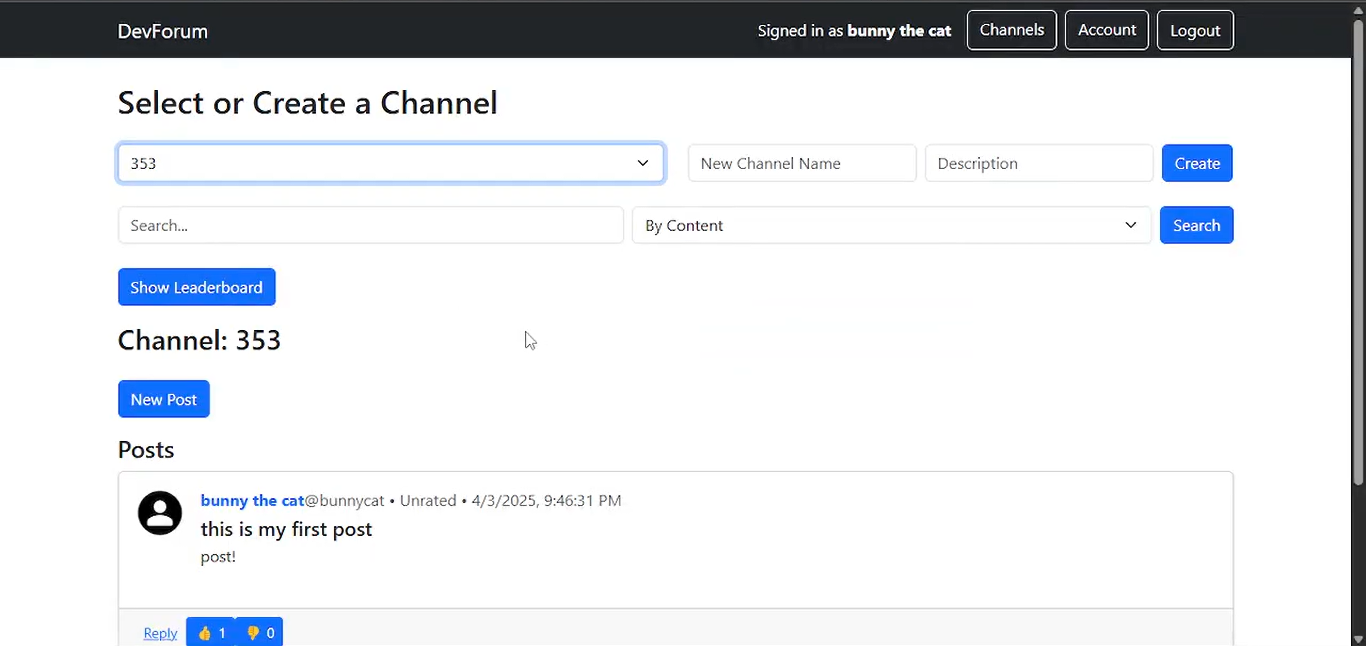 DevForum Signed in as bunny the cat Channels Account Logout
Select or Create a Channel
353 New Channel Name Description Create
Search... By Content Search
Show Leaderboard
Channel: 353
New Post
Posts
bunny the cat@bunnycat • Unrated • 4/3/2025, 9:46:31 PM
this is my first post
post!
Reply 👍 1 👎 0